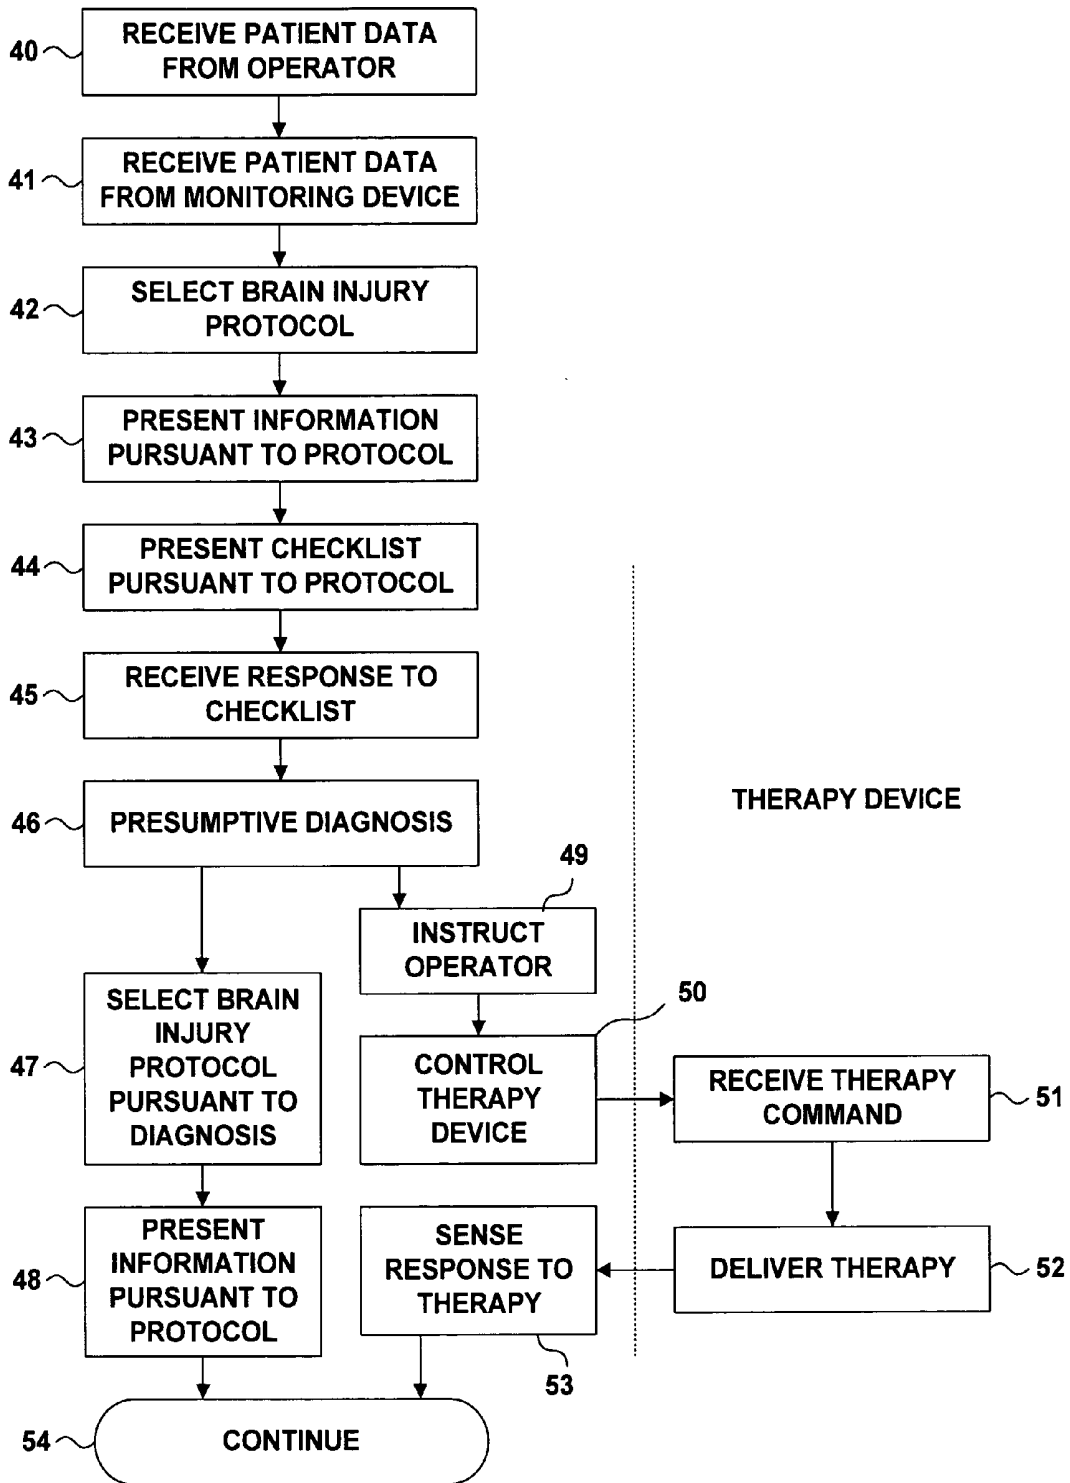 40
RECEIVE PATIENT DATA
FROM OPERATOR
41
RECEIVE PATIENT DATA
FROM MONITORING DEVICE
42
SELECT BRAIN INJURY
PROTOCOL
43
PRESENT INFORMATION
PURSUANT TO PROTOCOL
44
PRESENT CHECKLIST
PURSUANT TO PROTOCOL
45
RECEIVE RESPONSE TO
CHECKLIST
46
PRESUMPTIVE DIAGNOSIS
THERAPY DEVICE
49
INSTRUCT
OPERATOR
47
SELECT BRAIN
INJURY
PROTOCOL
PURSUANT TO
DIAGNOSIS
50
CONTROL
THERAPY
DEVICE
RECEIVE THERAPY
COMMAND
51
48
PRESENT
INFORMATION
PURSUANT TO
PROTOCOL
SENSE
RESPONSE TO
THERAPY
53
DELIVER THERAPY
52
54
CONTINUE